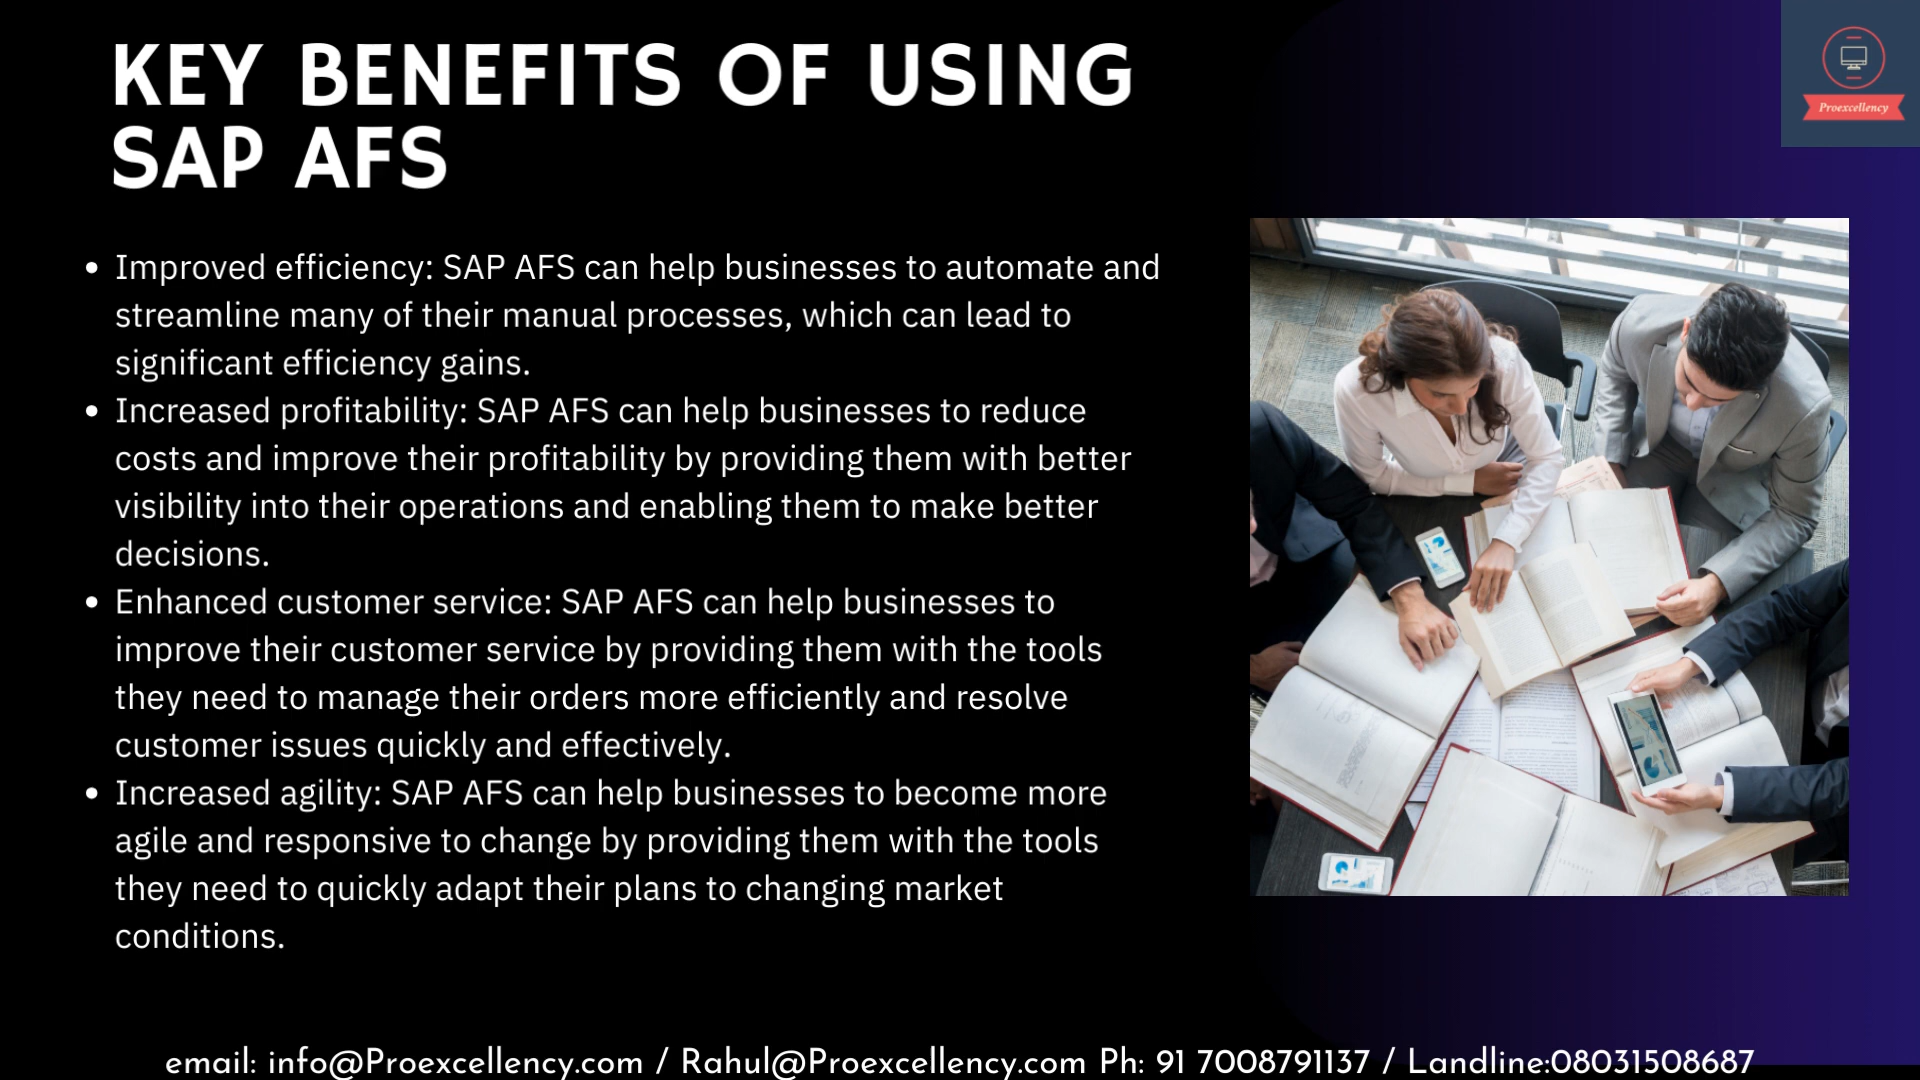 KEY BENEFITS OF USING
SAP AFS
Proexcellency
• Improved efficiency: SAP AFS can help businesses to automate and
streamline many of their manual processes, which can lead to
significant efficiency gains.
• Increased profitability: SAP AFS can help businesses to reduce
costs and improve their profitability by providing them with better
visibility into their operations and enabling them to make better
decisions.
• Enhanced customer service: SAP AFS can help businesses to
improve their customer service by providing them with the tools
they need to manage their orders more efficiently and resolve
customer issues quickly and effectively.
• Increased agility: SAP AFS can help businesses to become more
agile and responsive to change by providing them with the tools
they need to quickly adapt their plans to changing market
conditions.
email: info@Proexcellency.com / Rahul@Proexcellency.com Ph: 91 7008791137 / Landline:08031508687